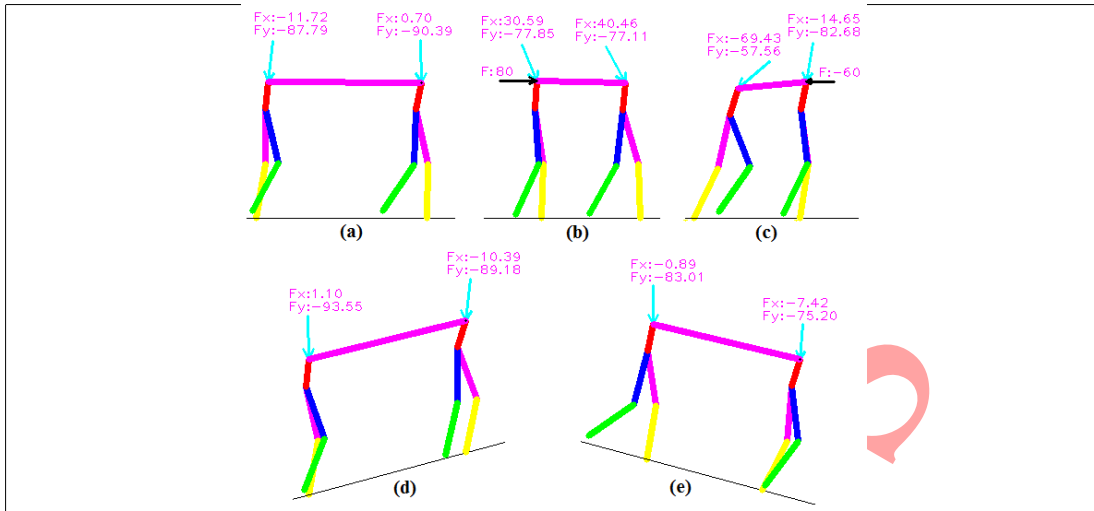 Fx:-11.72
Fy:-87.79
Fx:0.70
Fy:-90.39
Fx:30.59
Fy:-77.85
Fx:40.46
Fy:-77.11
F:80
Fx:-69.43
Fy:-57.56
Fx:-14.65
Fy:-82.68
F:-60
(a)
(b)
(c)
Fx:1.10
Fy:-93.55
Fx:-10.39
Fy:-89.18
Fx:-0.89
Fy:-83.01
Fx:-7.42
Fy:-75.20
(d)
(e)